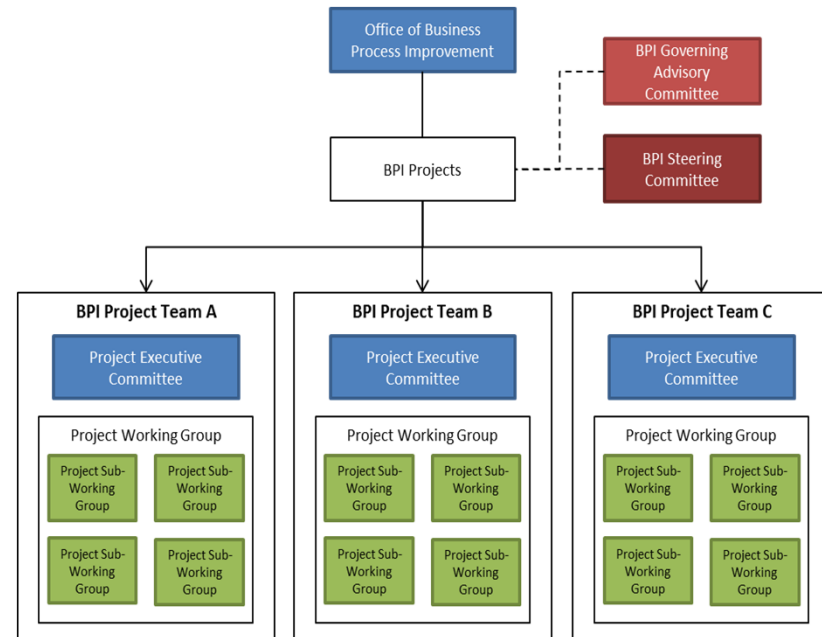 Office of Business
Process Improvement
BPI Governing
Advisory
Committee
BPI Projects
BPI Steering
Committee
BPI Project Team A
Project Executive
Committee
Project Working Group
Project Sub-
Working
Group
Project Sub-
Working
Group
Project Sub-
Working
Group
Project Sub-
Working
Group
BPI Project Team B
Project Executive
Committee
Project Working Group
Project Sub-
Working
Group
Project Sub-
Working
Group
Project Sub-
Working
Group
Project Sub-
Working
Group
BPI Project Team C
Project Executive
Committee
Project Working Group
Project Sub-
Working
Group
Project Sub-
Working
Group
Project Sub-
Working
Group
Project Sub-
Working
Group